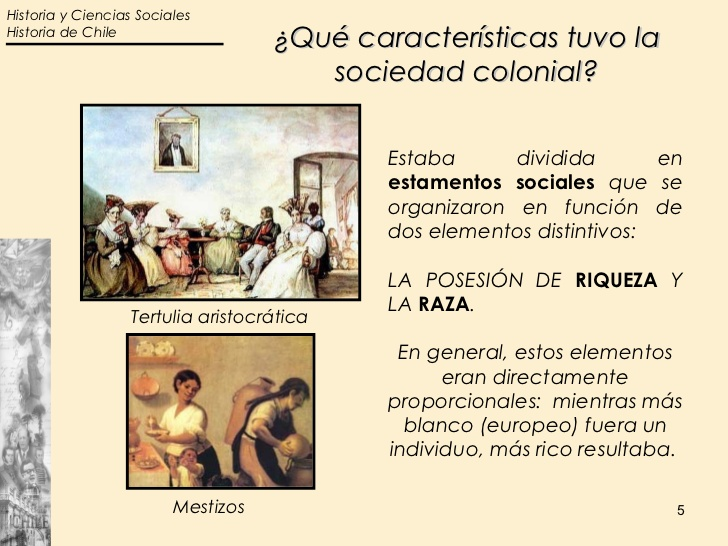 Historia y Ciencias Sociales
Historia de Chile
¿Qué características tuvo la
sociedad colonial?
Estaba dividida en
estamentos sociales que se
organizaron en función de
dos elementos distintivos:
LA POSESIÓN DE RIQUEZA Y
LA RAZA.
En general, estos elementos
eran directamente
proporcionales: mientras más
blanco (europeo) fuera un
individuo, más rico resultaba.
Tertulia aristocrática
Mestizos
5
CHILE